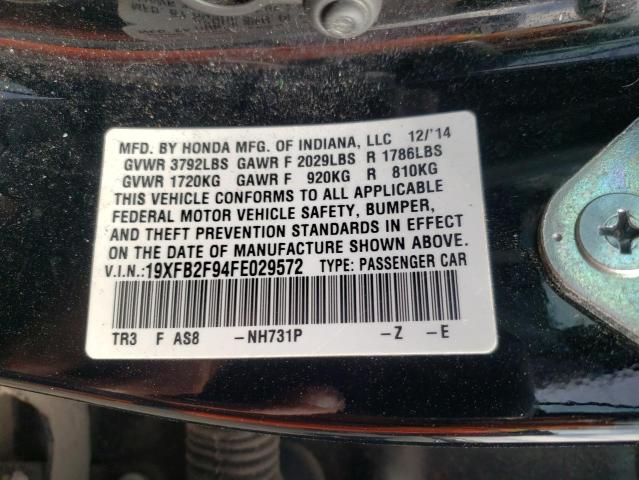 MFD. BY HONDA MFG. OF INDIANA, LLC 12/'14
GVWR 3792LBS GAWR F 2029LBS R 1786LBS
GVWR 1720KG GAWR F 920KG R 810KG
THIS VEHICLE CONFORMS TO ALL APPLICABLE
FEDERAL MOTOR VEHICLE SAFETY, BUMPER,
AND THEFT PREVENTION STANDARDS IN EFFECT
ON THE DATE OF MANUFACTURE SHOWN ABOVE.
V.I.N.:19XFB2F94FE029572 TYPE: PASSENGER CAR
TR3 F AS8 -NH731P -Z -E